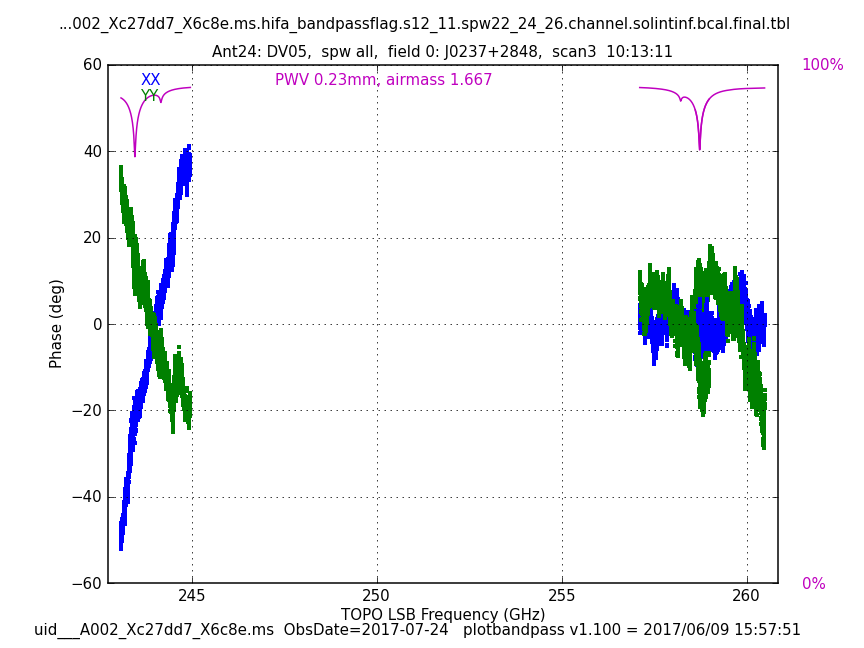 ...002_Xc27dd7_X6c8e.ms.hifa_bandpassflag.s12_11.spw22_24_26.channel.solintinf.bcal.final.tbl
Ant24: DV05,  spw all,  field 0: J0237+2848,  scan3  10:13:11
60
100%
XX
PWV 0.23mm, airmass 1.667
YY
40
20
0
−20
−40
−60
0%
Phase (deg)
245
250
255
260
TOPO LSB Frequency (GHz)
uid___A002_Xc27dd7_X6c8e.ms  ObsDate=2017-07-24   plotbandpass v1.100 = 2017/06/09 15:57:51